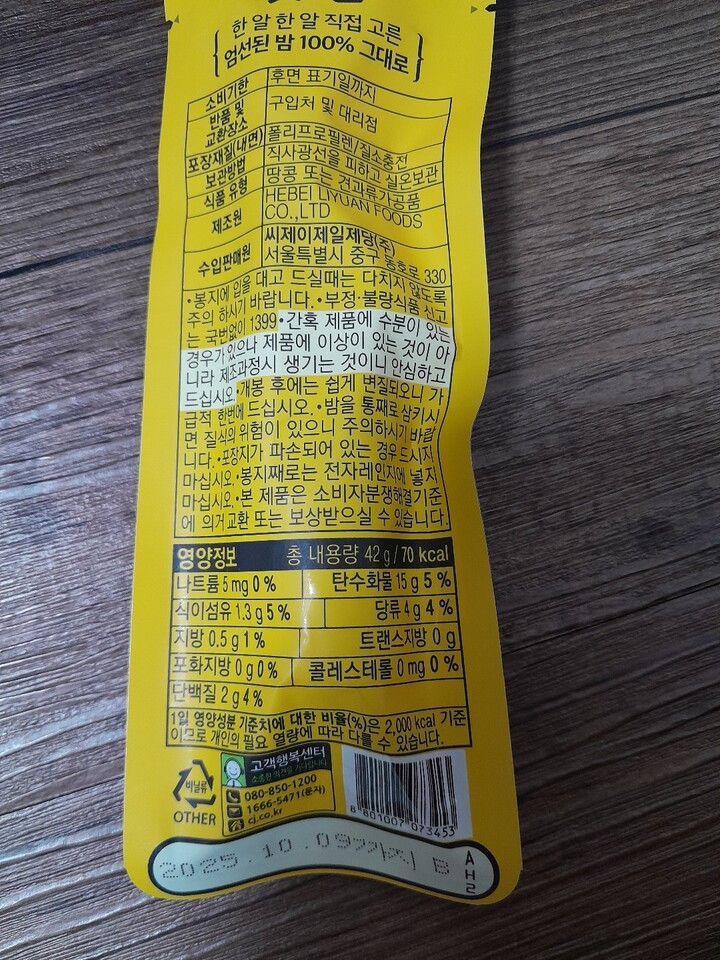 한 알 한 알 직접 고른
엄선된 밤 100% 그대로
소비기한 후면 표기일까지
반품 및 교환장소 구입처 및 대리점
포장재질(내면) 폴리프로필렌/질소충전
보관방법 직사광선을 피하고 실온보관
식품 유형 땅콩 또는 견과류가공품
제조원 HEBEI LIYUAN FOODS
CO.,LTD
수입판매원 씨제이제일제당(주)
서울특별시 중구 동호로 330
•봉지에 입을 대고 드실때는 다치지 않도록
주의 하시기 바랍니다.•부정·불량식품 신고
는 국번없이 1399•간혹 제품에 수분이 있는
경우가 있으나 제품에 이상이 있는 것이 아
니라 제조과정시 생기는 것이니 안심하고
드십시오.•개봉 후에는 쉽게 변질되오니 가
급적 한번에 드십시오.•밤을 통째로 삼키시
면 질식의 위험이 있으니 주의하시기 바랍
니다.•포장지가 파손되어 있는 경우 드시지
마십시오.•봉지째로는 전자레인지에 넣지
마십시오.•본 제품은 소비자분쟁해결기준
에 의거 교환 또는 보상받으실 수 있습니다.
영양정보 총 내용량 42 g / 70 kcal
나트륨 5 mg 0 % 탄수화물 15 g 5 %
식이섬유 1.3 g 5 % 당류 4 g 4 %
지방 0.5 g 1 % 트랜스지방 0 g
포화지방 0 g 0 % 콜레스테롤 0 mg 0 %
단백질 2 g 4 %
1일 영양성분 기준치에 대한 비율(%)은 2,000 kcal 기준
이므로 개인의 필요 열량에 따라 다를 수 있습니다.
비닐류
OTHER
고객행복센터
소중한 의견을 기다립니다
080-850-1200
1666-5471(문자)
cj.co.kr
8 801007 073453
2025.10.09까지 B